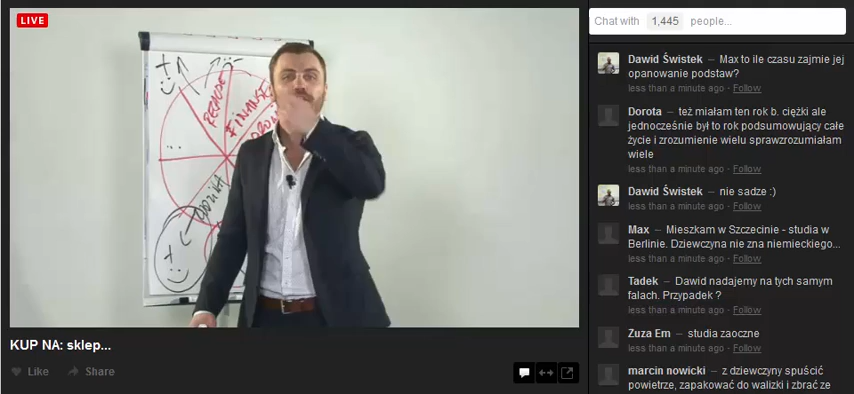 LIVE
RELACJE
FINANSE
RODZINA
KUP NA: sklep...
Like
Share
Chat with 1,445 people...
Dawid Świstek – Max to ile czasu zajmie jej
opanowanie podstaw?
less than a minute ago · Follow
Dorota – też miałam ten rok b. ciężki ale
jednocześnie był to rok podsumowujący całe
życie i zrozumienie wielu sprawzrozumiałam
wiele
less than a minute ago · Follow
Dawid Świstek – nie sadze :)
less than a minute ago · Follow
Max – Mieszkam w Szczecinie - studia w
Berlinie. Dziewczyna nie zna niemieckiego...
less than a minute ago · Follow
Tadek – Dawid nadajemy na tych samym
falach. Przypadek ?
less than a minute ago · Follow
Zuza Em – studia zaoczne
less than a minute ago · Follow
marcin nowicki – z dziewczyny spuścić
powietrze, zapakować do walizki i zbrać ze